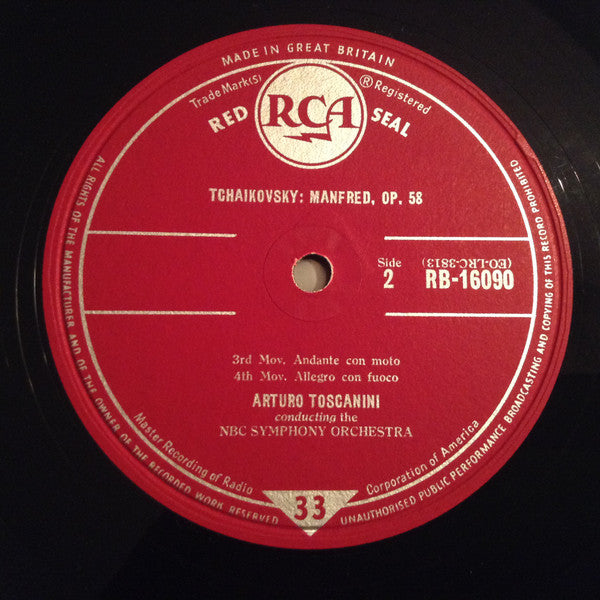 MADE IN GREAT BRITAIN
Trade Mark(s) ® Registered
RED RCA SEAL
TCHAIKOVSKY: MANFRED, OP. 58
Side
2
(EO-LRC-3813)
RB-16090
3rd Mov. Andante con moto
4th Mov. Allegro con fuoco
ARTURO TOSCANINI
conducting the
NBC SYMPHONY ORCHESTRA
Master Recording of Radio Corporation of America
33
ALL RIGHTS OF THE MANUFACTURER AND OF THE OWNER OF THE RECORDED WORK RESERVED
UNAUTHORISED PUBLIC PERFORMANCE BROADCASTING AND COPYING OF THIS RECORD PROHIBITED